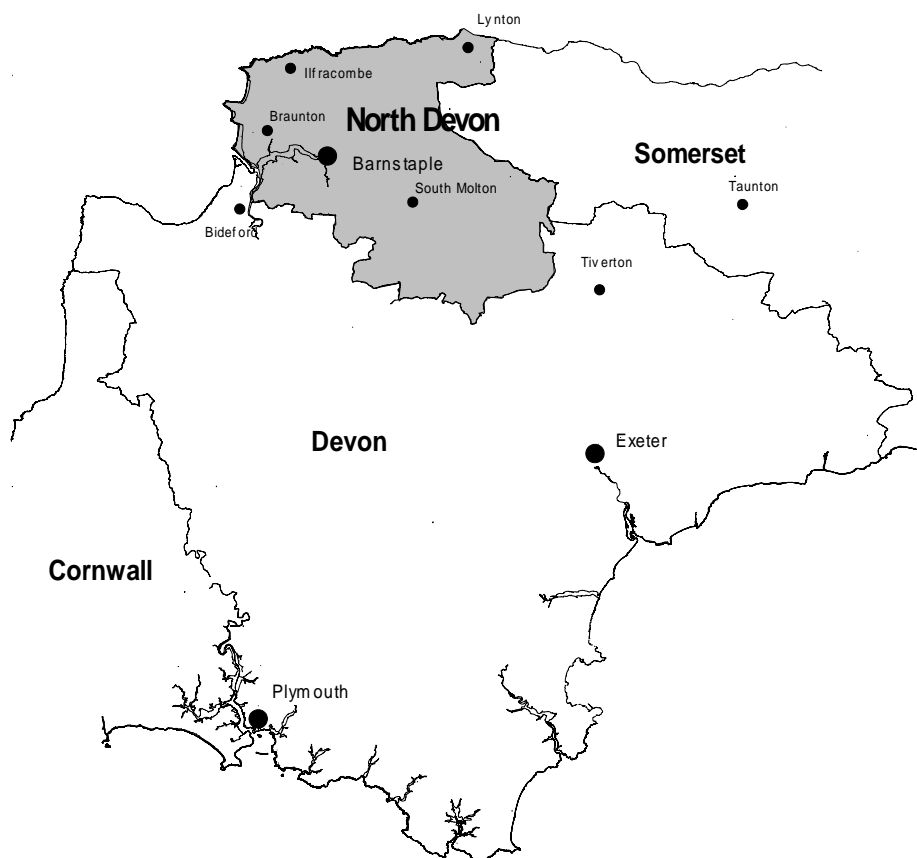 Lynton
Ilfracombe
Braunton
North Devon
Barnstaple
Somerset
South Molton
Taunton
Bideford
Tiverton
Devon
Exeter
Cornwall
Plymouth